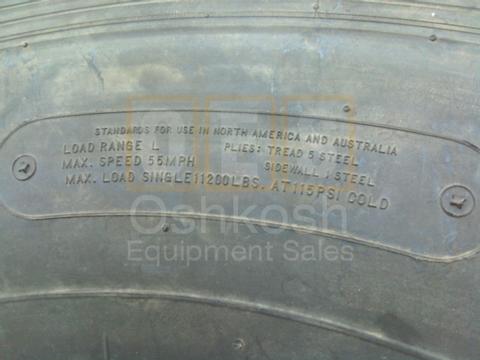 STANDARDS FOR USE IN NORTH AMERICA AND AUSTRALIA
LOAD RANGE L PLIES: TREAD 5 STEEL
MAX. SPEED 55MPH SIDEWALL 1 STEEL
MAX. LOAD SINGLE 11200LBS. AT 115PSI COLD
Oshkosh
Equipment Sales